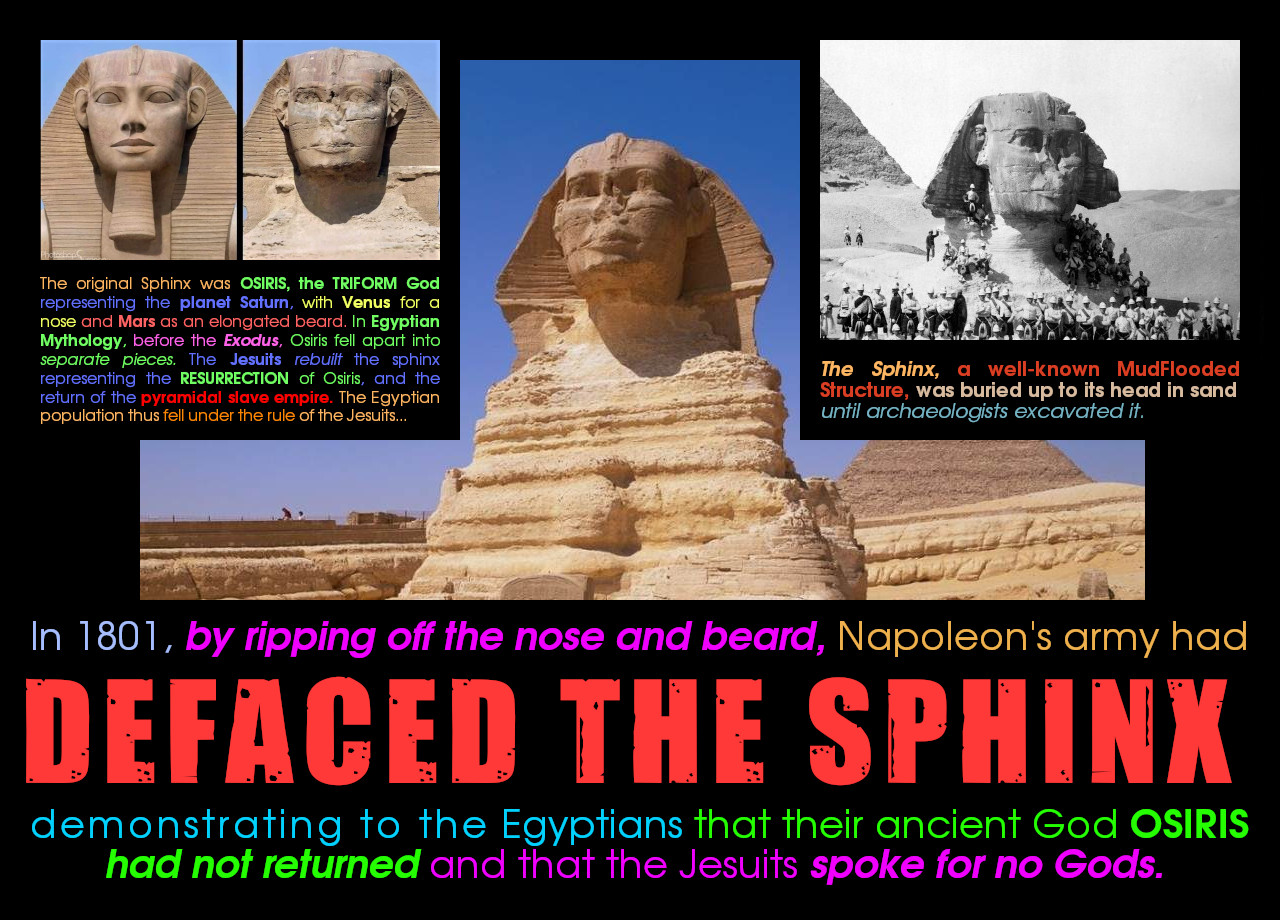 The original Sphinx was OSIRIS, the TRIFORM God
representing the planet Saturn, with Venus for a
nose and Mars as an elongated beard. In Egyptian
Mythology, before the Exodus, Osiris fell apart into
separate pieces. The Jesuits rebuilt the sphinx
representing the RESURRECTION of Osiris, and the
return of the pyramidal slave empire. The Egyptian
population thus fell under the rule of the Jesuits...
The Sphinx, a well-known MudFlooded
Structure, was buried up to its head in sand
until archaeologists excavated it.
In 1801, by ripping off the nose and beard, Napoleon's army had
DEFACED THE SPHINX
demonstrating to the Egyptians that their ancient God OSIRIS
had not returned and that the Jesuits spoke for no Gods.